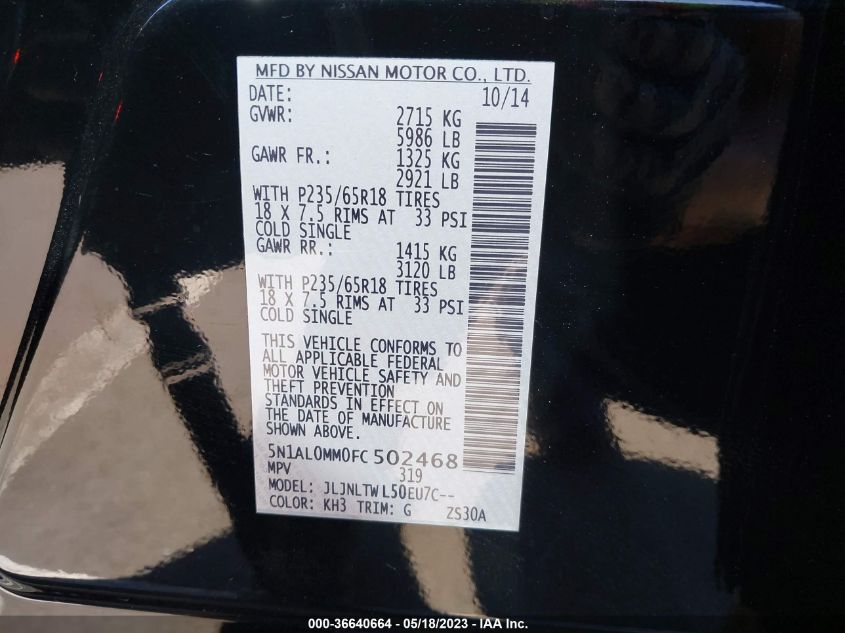 MFD BY NISSAN MOTOR CO., LTD.
DATE: 10/14
GVWR: 2715 KG
5986 LB
GAWR FR.: 1325 KG
2921 LB
WITH P235/65R18 TIRES
18 X 7.5 RIMS AT 33 PSI
COLD SINGLE
GAWR RR.: 1415 KG
3120 LB
WITH P235/65R18 TIRES
18 X 7.5 RIMS AT 33 PSI
COLD SINGLE
THIS VEHICLE CONFORMS TO
ALL APPLICABLE FEDERAL
MOTOR VEHICLE SAFETY AND
THEFT PREVENTION
STANDARDS IN EFFECT ON
THE DATE OF MANUFACTURE
SHOWN ABOVE.
5N1AL0MM0FC 502468
MPV 319
MODEL: JLJNLTWL50EU7C--
COLOR: KH3 TRIM: G ZS30A
000-36640664 — 05/18/2023 — IAA Inc.